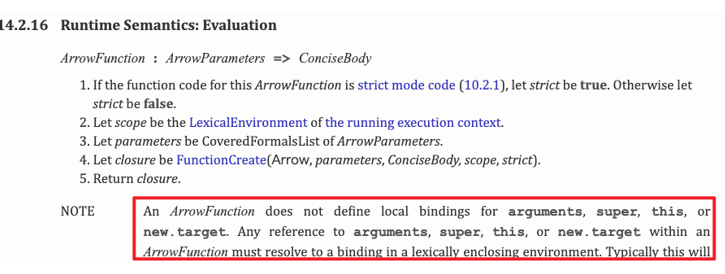 14.2.16 Runtime Semantics: Evaluation
ArrowFunction : ArrowParameters => ConciseBody
1. If the function code for this ArrowFunction is strict mode code (10.2.1), let strict be true. Otherwise let
strict be false.
2. Let scope be the LexicalEnvironment of the running execution context.
3. Let parameters be CoveredFormalsList of ArrowParameters.
4. Let closure be FunctionCreate(Arrow, parameters, ConciseBody, scope, strict).
5. Return closure.
NOTE An ArrowFunction does not define local bindings for arguments, super, this, or
new.target. Any reference to arguments, super, this, or new.target within an
ArrowFunction must resolve to a binding in a lexically enclosing environment. Typically this will